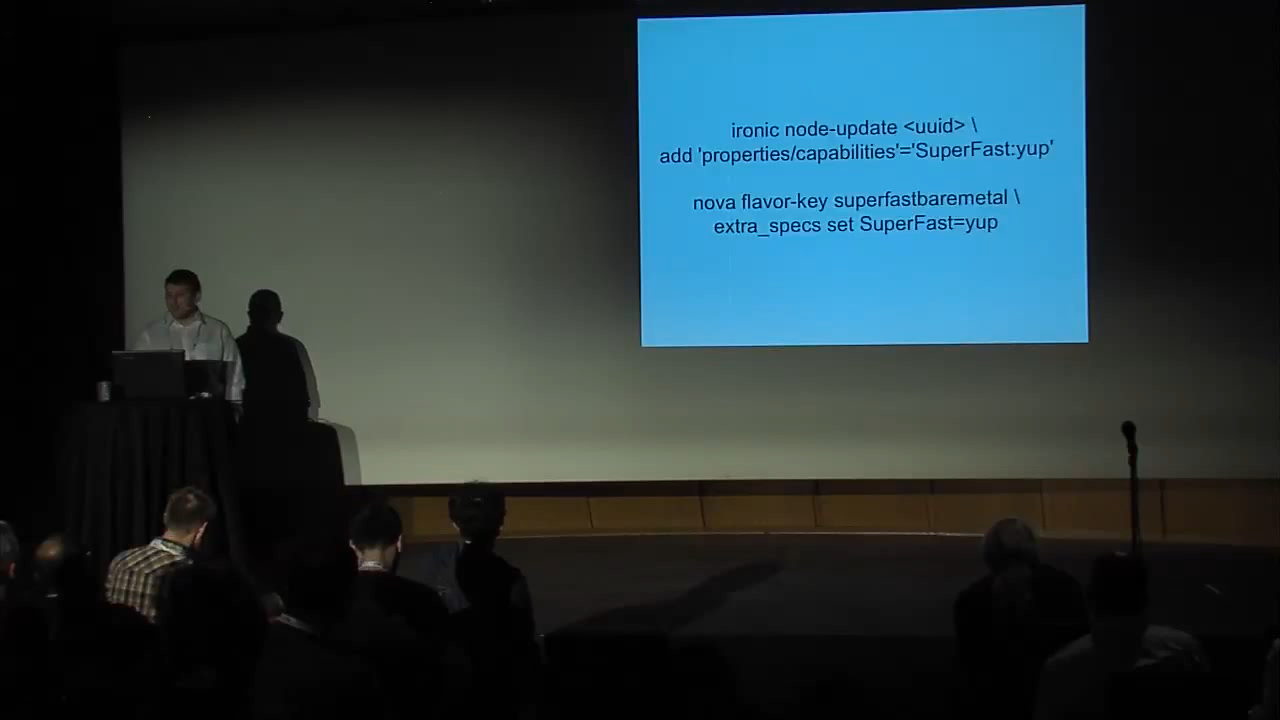 ironic node-update <uuid> \
add 'properties/capabilities'='SuperFast:yup'
nova flavor-key superfastbaremetal \
extra_specs set SuperFast=yup